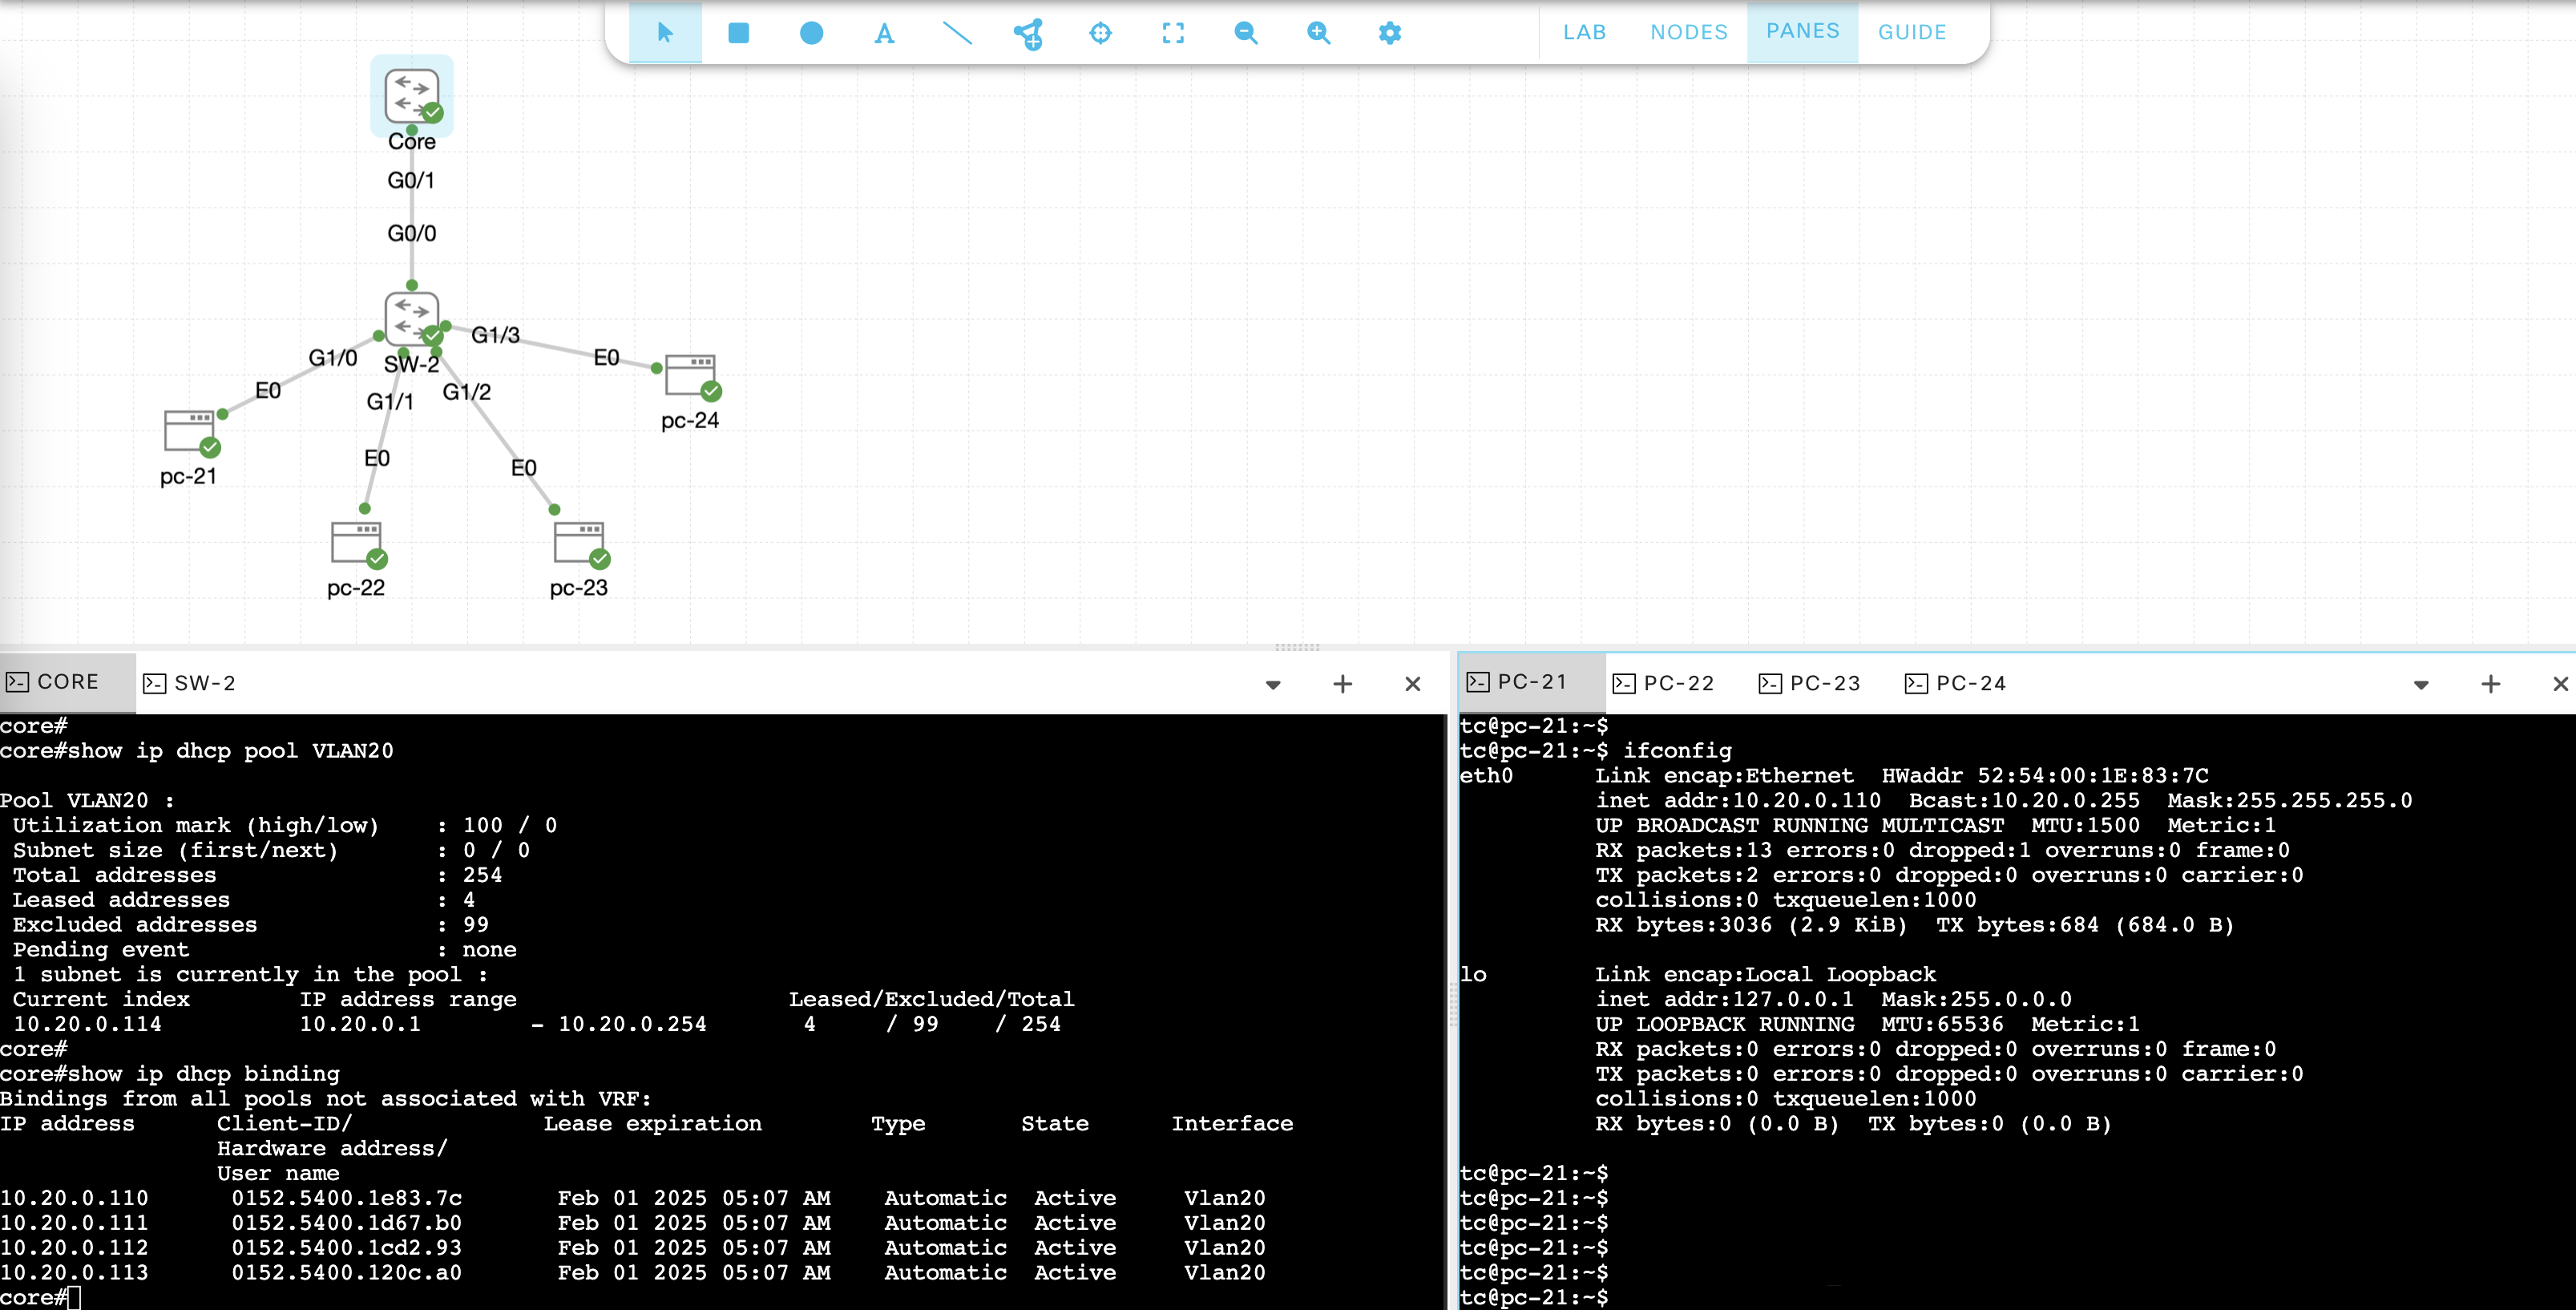 LAB NODES PANES GUIDE
A
Core
G0/1
G0/0
G1/3
E0
G1/0
SW-2
E0
G1/1
G1/2
pc-24
E0
E0
pc-21
pc-22
pc-23
CORE SW-2
core#
core#show ip dhcp pool VLAN20
Pool VLAN20 :
Utilization mark (high/low) : 100 / 0
Subnet size (first/next) : 0 / 0
Total addresses : 254
Leased addresses : 4
Excluded addresses : 99
Pending event : none
1 subnet is currently in the pool :
Current index IP address range Leased/Excluded/Total
10.20.0.114 10.20.0.1 - 10.20.0.254 4 / 99 / 254
core#
core#show ip dhcp binding
Bindings from all pools not associated with VRF:
IP address Client-ID/ Lease expiration Type State Interface
Hardware address/
User name
10.20.0.110 0152.5400.1e83.7c Feb 01 2025 05:07 AM Automatic Active Vlan20
10.20.0.111 0152.5400.1d67.b0 Feb 01 2025 05:07 AM Automatic Active Vlan20
10.20.0.112 0152.5400.1cd2.93 Feb 01 2025 05:07 AM Automatic Active Vlan20
10.20.0.113 0152.5400.120c.a0 Feb 01 2025 05:07 AM Automatic Active Vlan20
core#
PC-21 PC-22 PC-23 PC-24
tc@pc-21:~$
tc@pc-21:~$ ifconfig
eth0 Link encap:Ethernet HWaddr 52:54:00:1E:83:7C
inet addr:10.20.0.110 Bcast:10.20.0.255 Mask:255.255.255.0
UP BROADCAST RUNNING MULTICAST MTU:1500 Metric:1
RX packets:13 errors:0 dropped:1 overruns:0 frame:0
TX packets:2 errors:0 dropped:0 overruns:0 carrier:0
collisions:0 txqueuelen:1000
RX bytes:3036 (2.9 KiB) TX bytes:684 (684.0 B)
lo Link encap:Local Loopback
inet addr:127.0.0.1 Mask:255.0.0.0
UP LOOPBACK RUNNING MTU:65536 Metric:1
RX packets:0 errors:0 dropped:0 overruns:0 frame:0
TX packets:0 errors:0 dropped:0 overruns:0 carrier:0
collisions:0 txqueuelen:1000
RX bytes:0 (0.0 B) TX bytes:0 (0.0 B)
tc@pc-21:~$
tc@pc-21:~$
tc@pc-21:~$
tc@pc-21:~$
tc@pc-21:~$
tc@pc-21:~$